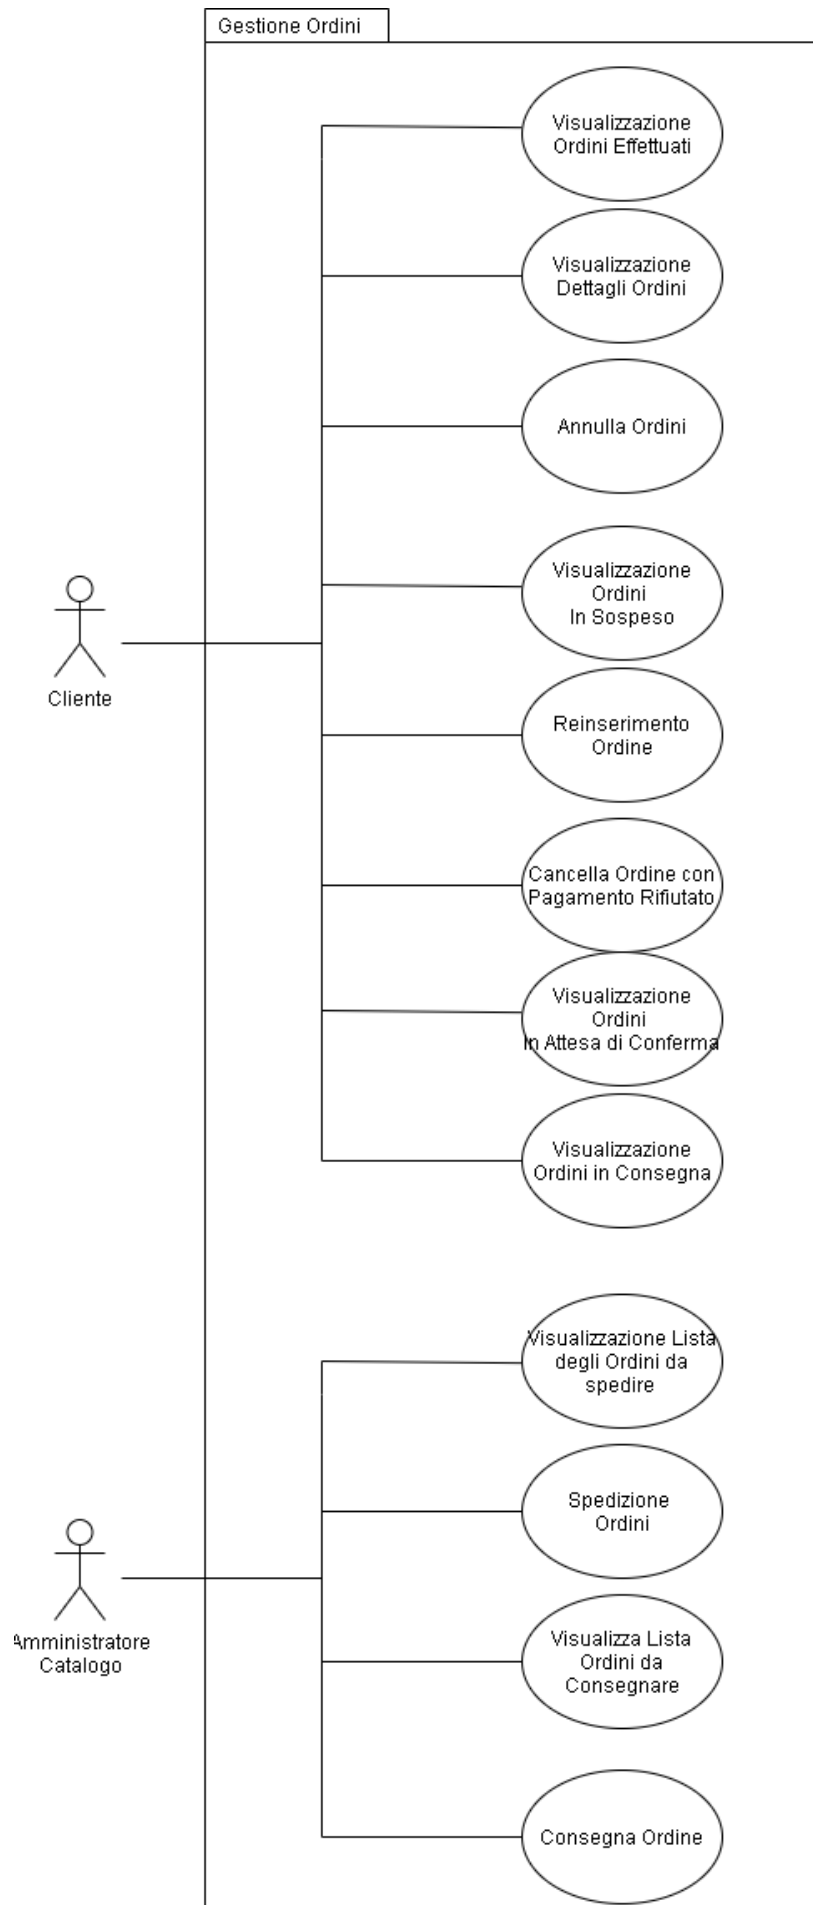 Gestione Ordini
Visualizzazione
Ordini Effettuati
Visualizzazione
Dettagli Ordini
Annulla Ordini
Visualizzazione
Ordini
In Sospeso
Cliente
Reinserimento
Ordine
Cancella Ordine con
Pagamento Rifiutato
Visualizzazione
Ordini
In Attesa di Conferma
Visualizzazione
Ordini in Consegna
Visualizzazione Lista
degli Ordini da
spedire
Spedizione
Ordini
Amministratore
Catalogo
Visualizza Lista
Ordini da
Consegnare
Consegna Ordine